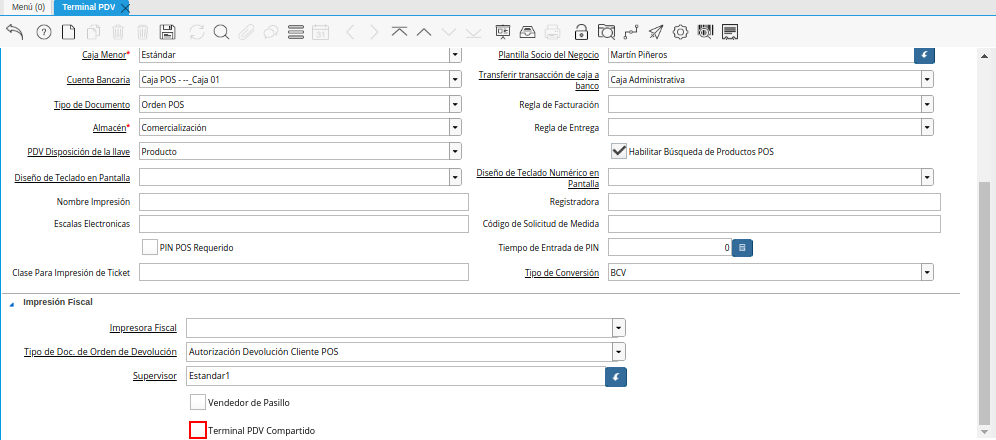 Menú (0) Terminal PDV
31
Caja Menor* Estándar Plantilla Socio del Negocio Martín Piñeros
Cuenta Bancaria Caja POS - --_Caja 01 Transferir transacción de caja a banco Caja Administrativa
Tipo de Documento Orden POS Regla de Facturación
Almacén* Comercialización Regla de Entrega
PDV Disposición de la llave Producto Habilitar Búsqueda de Productos POS
Diseño de Teclado en Pantalla Diseño de Teclado Numérico en Pantalla
Nombre Impresión Registradora
Escalas Electronicas Código de Solicitud de Medida
PIN POS Requerido Tiempo de Entrada de PIN 0
Clase Para Impresión de Ticket Tipo de Conversión BCV
Impresión Fiscal
Impresora Fiscal
Tipo de Doc. de Orden de Devolución Autorización Devolución Cliente POS
Supervisor Estandar1
Vendedor de Pasillo
Terminal PDV Compartido